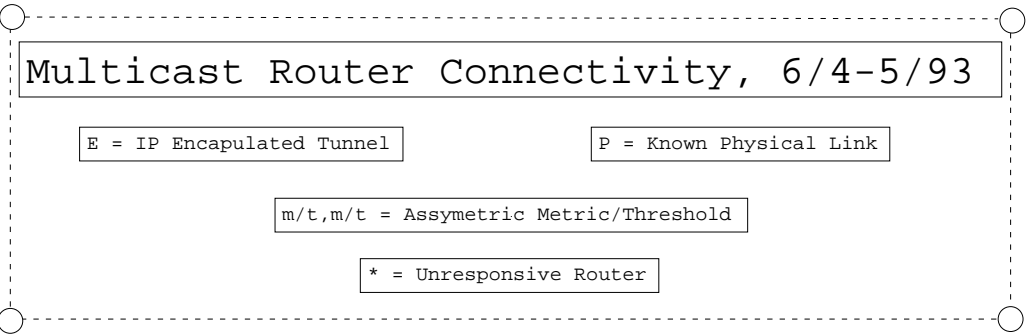 Multicast Router Connectivity, 6/4-5/93
E = IP Encapulated Tunnel
P = Known Physical Link
m/t,m/t = Assymetric Metric/Threshold
* = Unresponsive Router